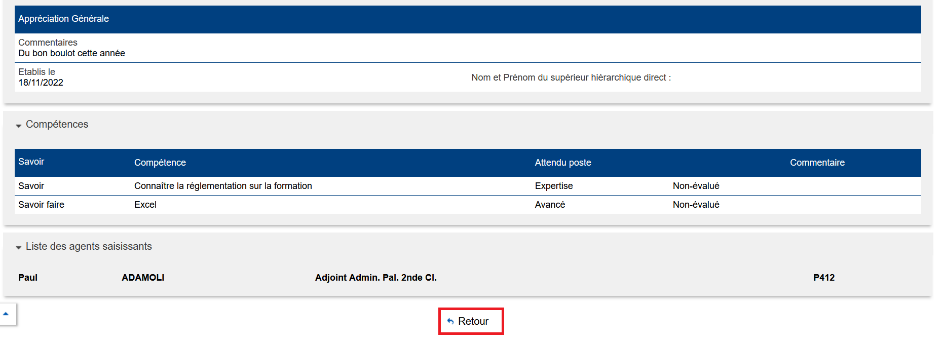 Appréciation Générale
Commentaires
Du bon boulot cette année
Etablis le
18/11/2022
Nom et Prénom du supérieur hiérarchique direct :
Compétences
Savoir Compétence Attendu poste Commentaire
Savoir Connaître la réglementation sur la formation Expertise Non-évalué
Savoir faire Excel Avancé Non-évalué
Liste des agents saisissants
Paul ADAMOLI Adjoint Admin. Pal. 2nde Cl. P412
Retour